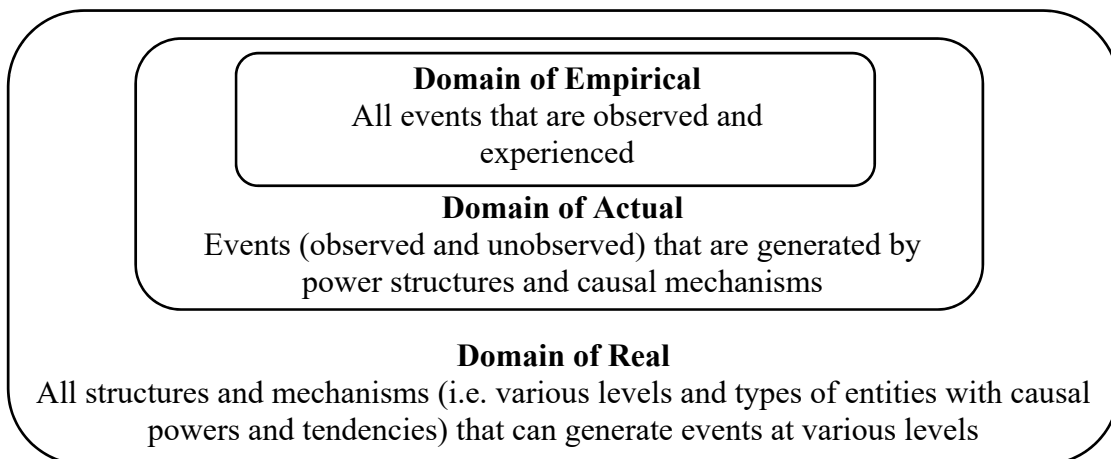 Domain of Empirical
All events that are observed and
experienced
Domain of Actual
Events (observed and unobserved) that are generated by
power structures and causal mechanisms
Domain of Real
All structures and mechanisms (i.e. various levels and types of entities with causal
powers and tendencies) that can generate events at various levels